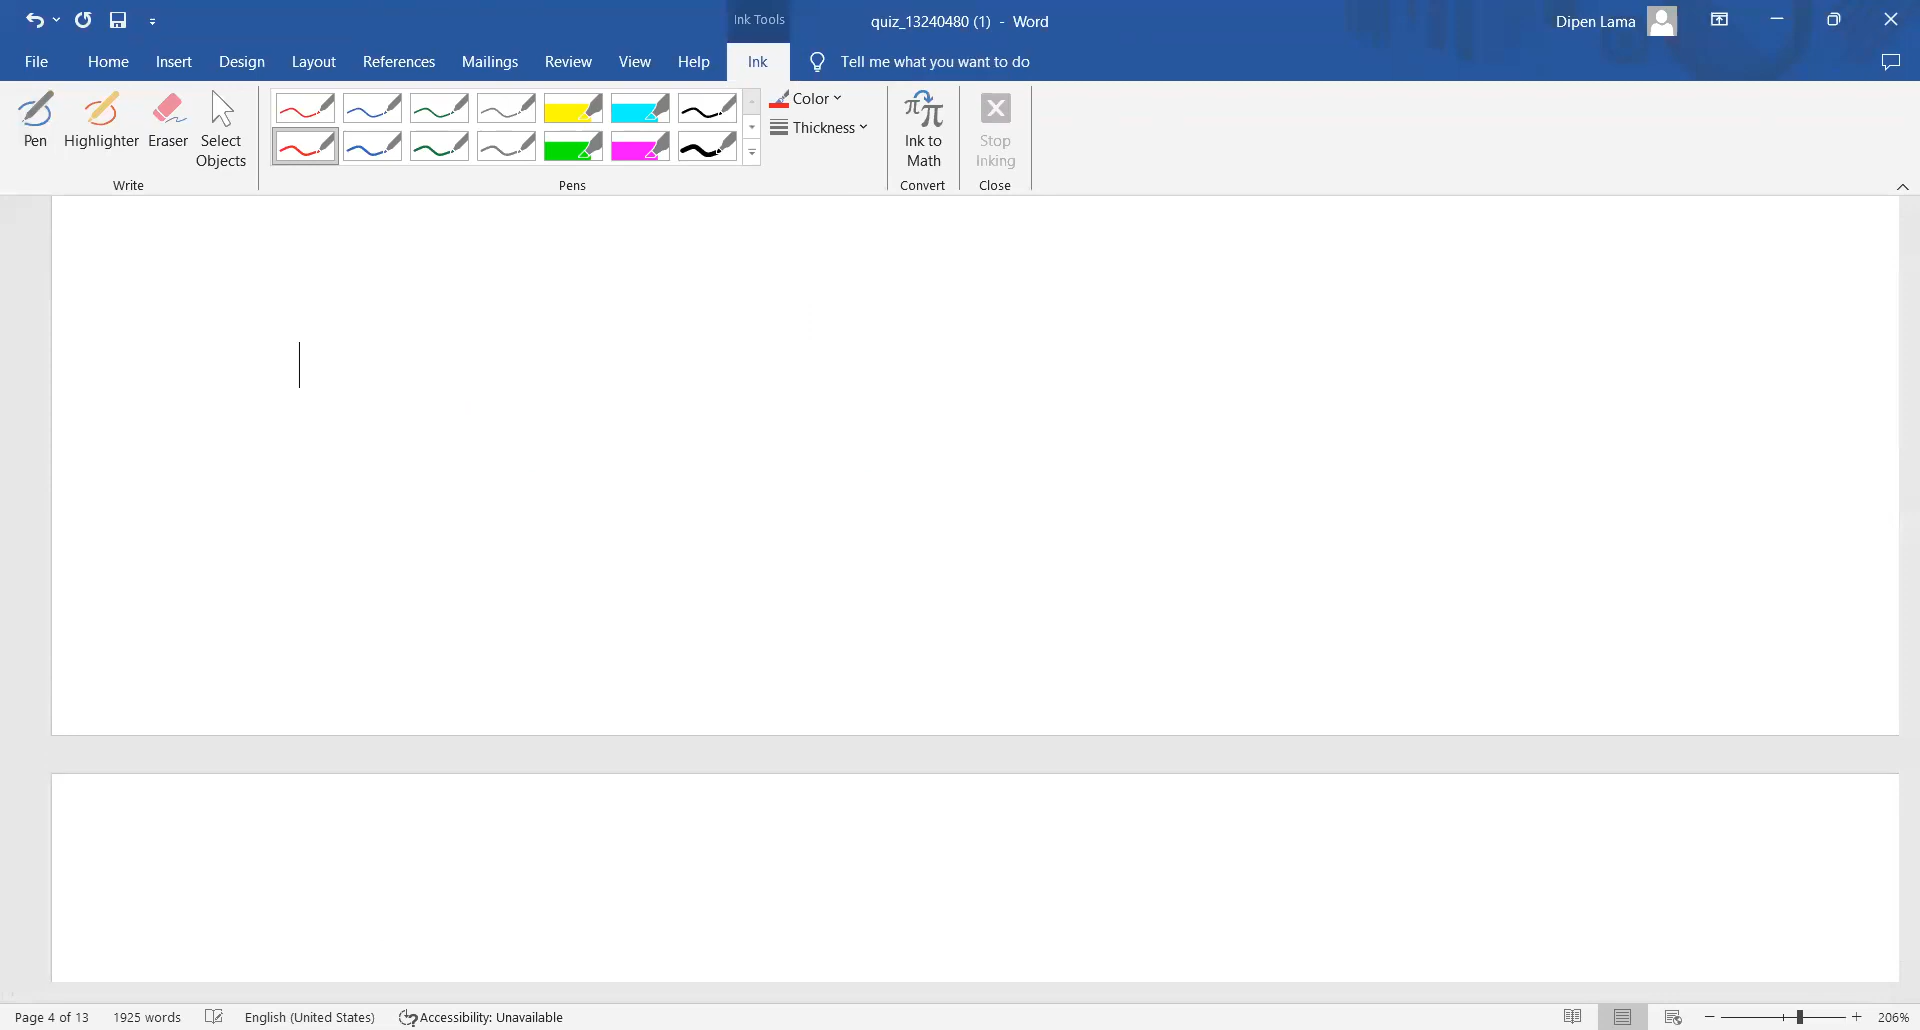 Ink Tools
quiz_13240480 (1) - Word
Dipen Lama
File Home Insert Design Layout References Mailings Review View Help Ink Tell me what you want to do
Pen Highlighter Eraser Select Objects
Write
Pens
Color
Thickness
Ink to Math
Convert
Stop Inking
Close
Page 4 of 13 1925 words English (United States) Accessibility: Unavailable 206%